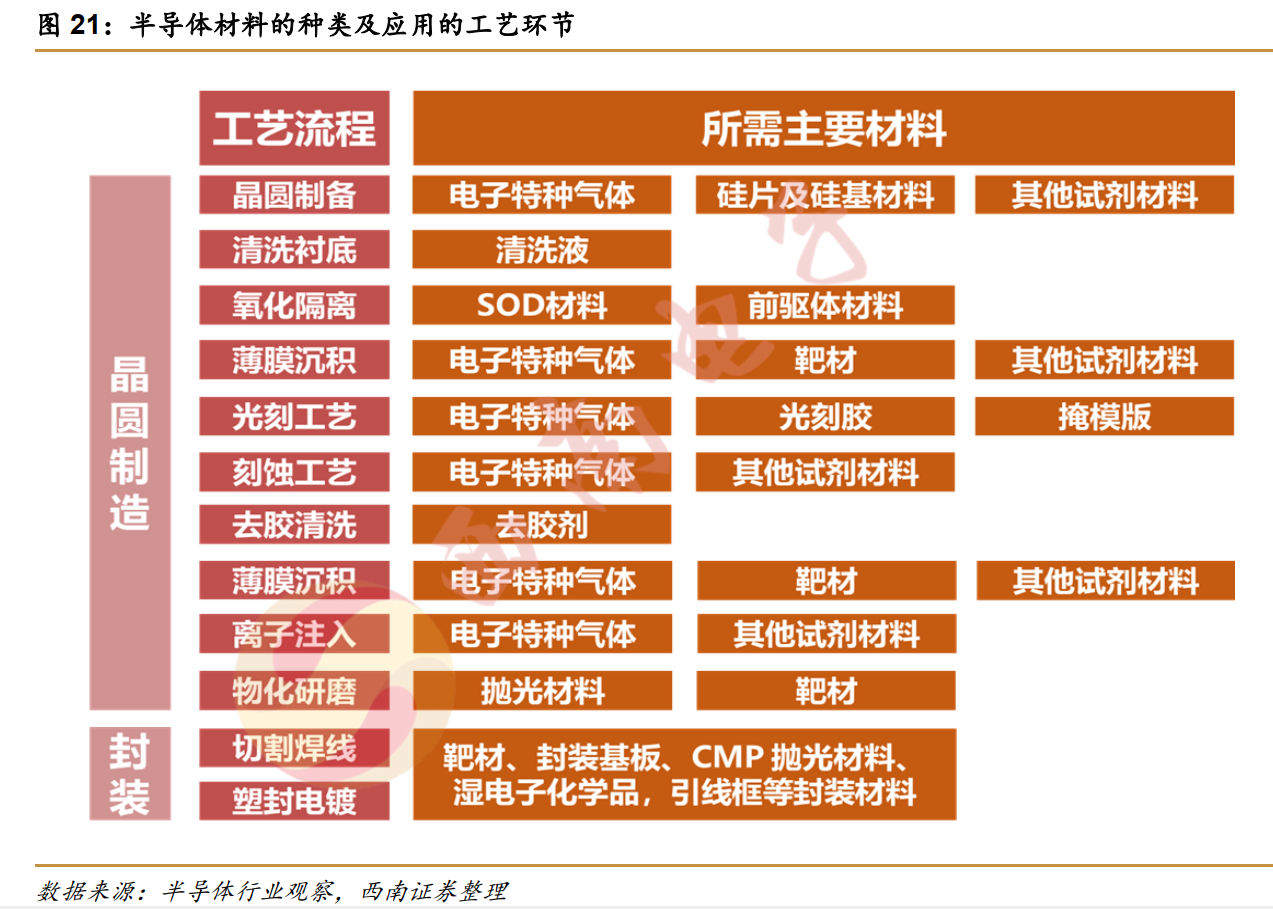 图 21：半导体材料的种类及应用的工艺环节
工艺流程 所需主要材料
晶圆制造
晶圆制备 电子特种气体 硅片及硅基材料 其他试剂材料
清洗衬底 清洗液
氧化隔离 SOD材料 前驱体材料
薄膜沉积 电子特种气体 靶材 其他试剂材料
光刻工艺 电子特种气体 光刻胶 掩模版
刻蚀工艺 电子特种气体 其他试剂材料
去胶清洗 去胶剂
薄膜沉积 电子特种气体 靶材 其他试剂材料
离子注入 电子特种气体 其他试剂材料
物化研磨 抛光材料 靶材
封装
切割焊线
塑封电镀
靶材、封装基板、CMP 抛光材料、
湿电子化学品，引线框等封装材料
数据来源：半导体行业观察，西南证券整理